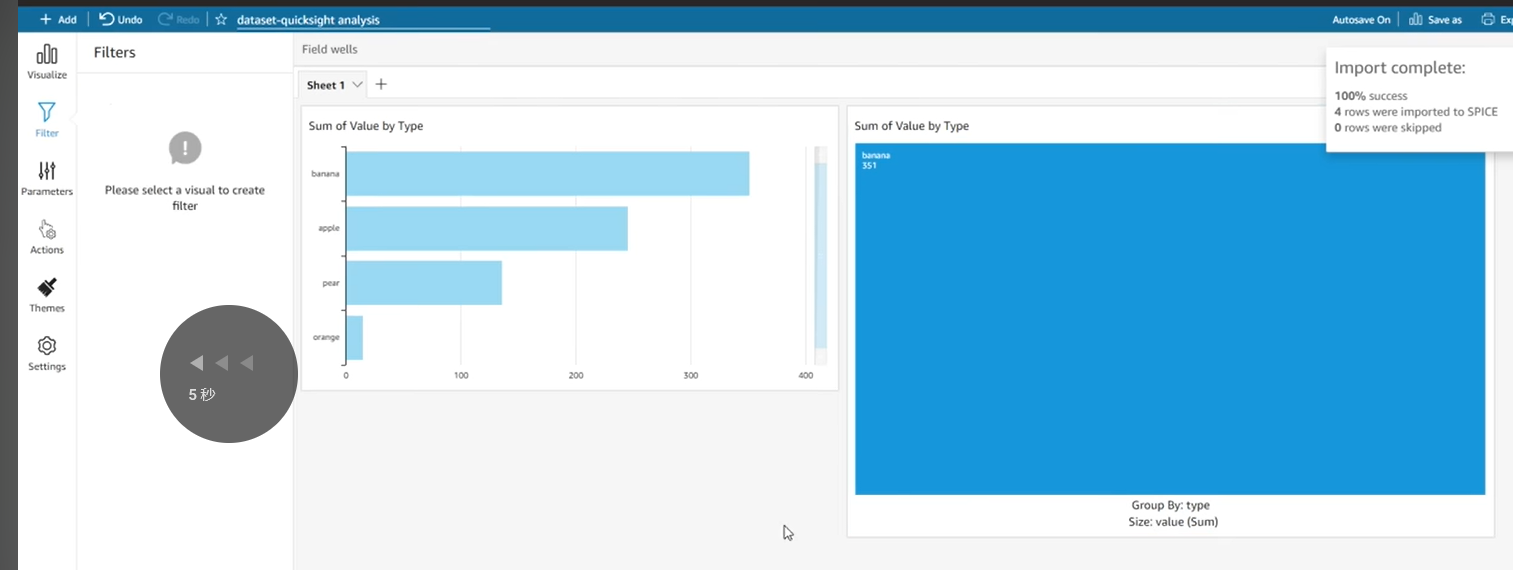 Add
Undo
Redo
dataset-quicksight analysis
Autosave On
Save as
Visualize
Filter
Parameters
Actions
Themes
Settings
Filters
Please select a visual to create
filter
5 秒
Field wells
Sheet 1
Sum of Value by Type
banana
apple
pear
orange
0
100
200
300
400
Sum of Value by Type
banana
351
Group By: type
Size: value (Sum)
Import complete:
100% success
4 rows were imported to SPICE
0 rows were skipped